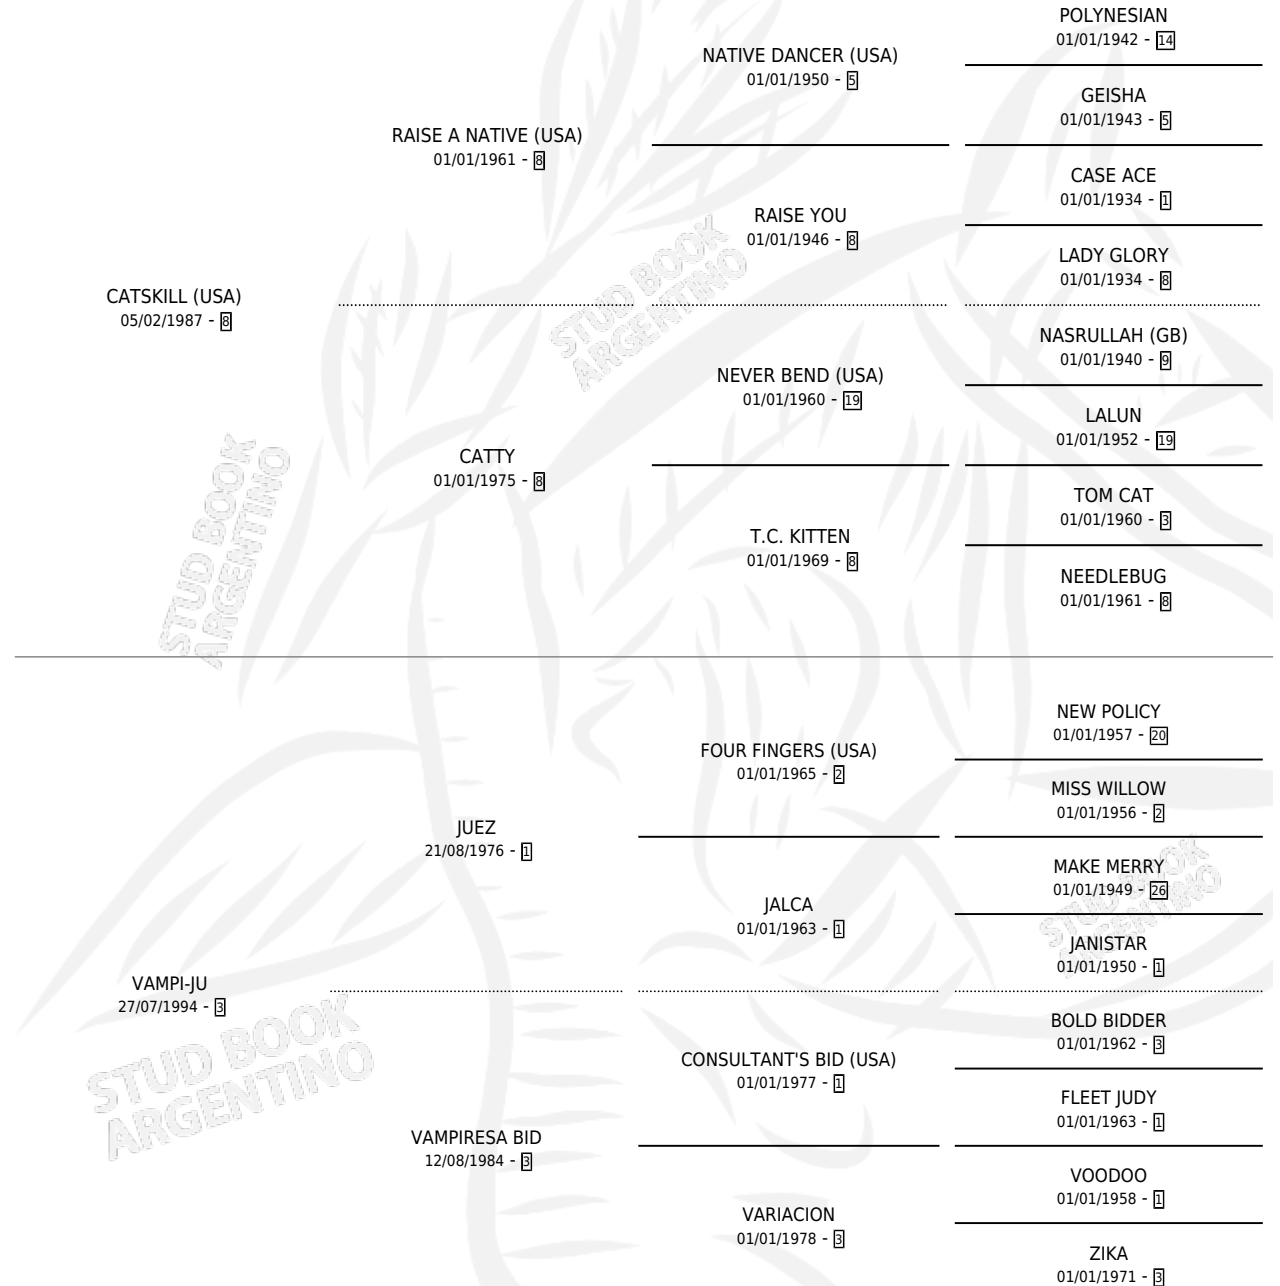 POLYNESIAN
01/01/1942 - 14
NATIVE DANCER (USA)
01/01/1950 - 5
GEISHA
01/01/1943 - 5
RAISE A NATIVE (USA)
01/01/1961 - 8
CASE ACE
01/01/1934 - 1
RAISE YOU
01/01/1946 - 8
LADY GLORY
01/01/1934 - 8
CATSKILL (USA)
05/02/1987 - 8
NASRULLAH (GB)
01/01/1940 - 9
NEVER BEND (USA)
01/01/1960 - 19
LALUN
01/01/1952 - 19
CATTY
01/01/1975 - 8
TOM CAT
01/01/1960 - 3
T.C. KITTEN
01/01/1969 - 8
NEEDLEBUG
01/01/1961 - 8
NEW POLICY
01/01/1957 - 20
FOUR FINGERS (USA)
01/01/1965 - 2
MISS WILLOW
01/01/1956 - 2
JUEZ
21/08/1976 - 1
MAKE MERRY
01/01/1949 - 26
JALCA
01/01/1963 - 1
JANISTAR
01/01/1950 - 1
VAMPI-JU
27/07/1994 - 3
BOLD BIDDER
01/01/1962 - 3
CONSULTANT'S BID (USA)
01/01/1977 - 1
FLEET JUDY
01/01/1963 - 1
VAMPIRESA BID
12/08/1984 - 3
VOODOO
01/01/1958 - 1
VARIACION
01/01/1978 - 3
ZIKA
01/01/1971 - 3
STUD BOOK
ARGENTINO
STUD BOOK
ARGENTINO
STUD BOOK
ARGENTINO
STUD BOOK
ARGENTINO